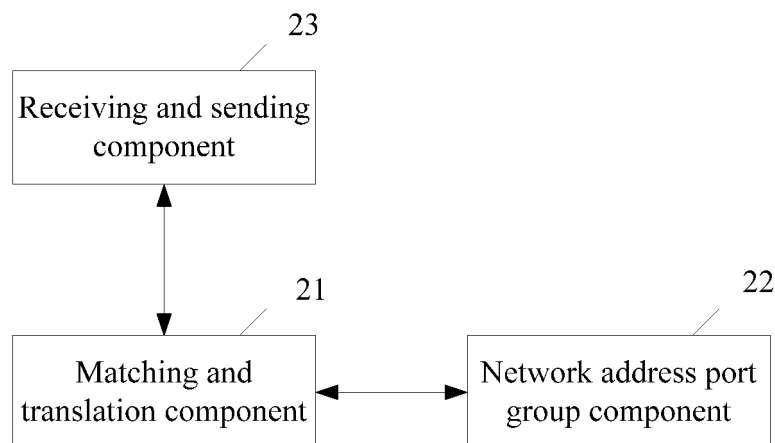 23
Receiving and sending
component
21
Matching and
translation component
22
Network address port
group component